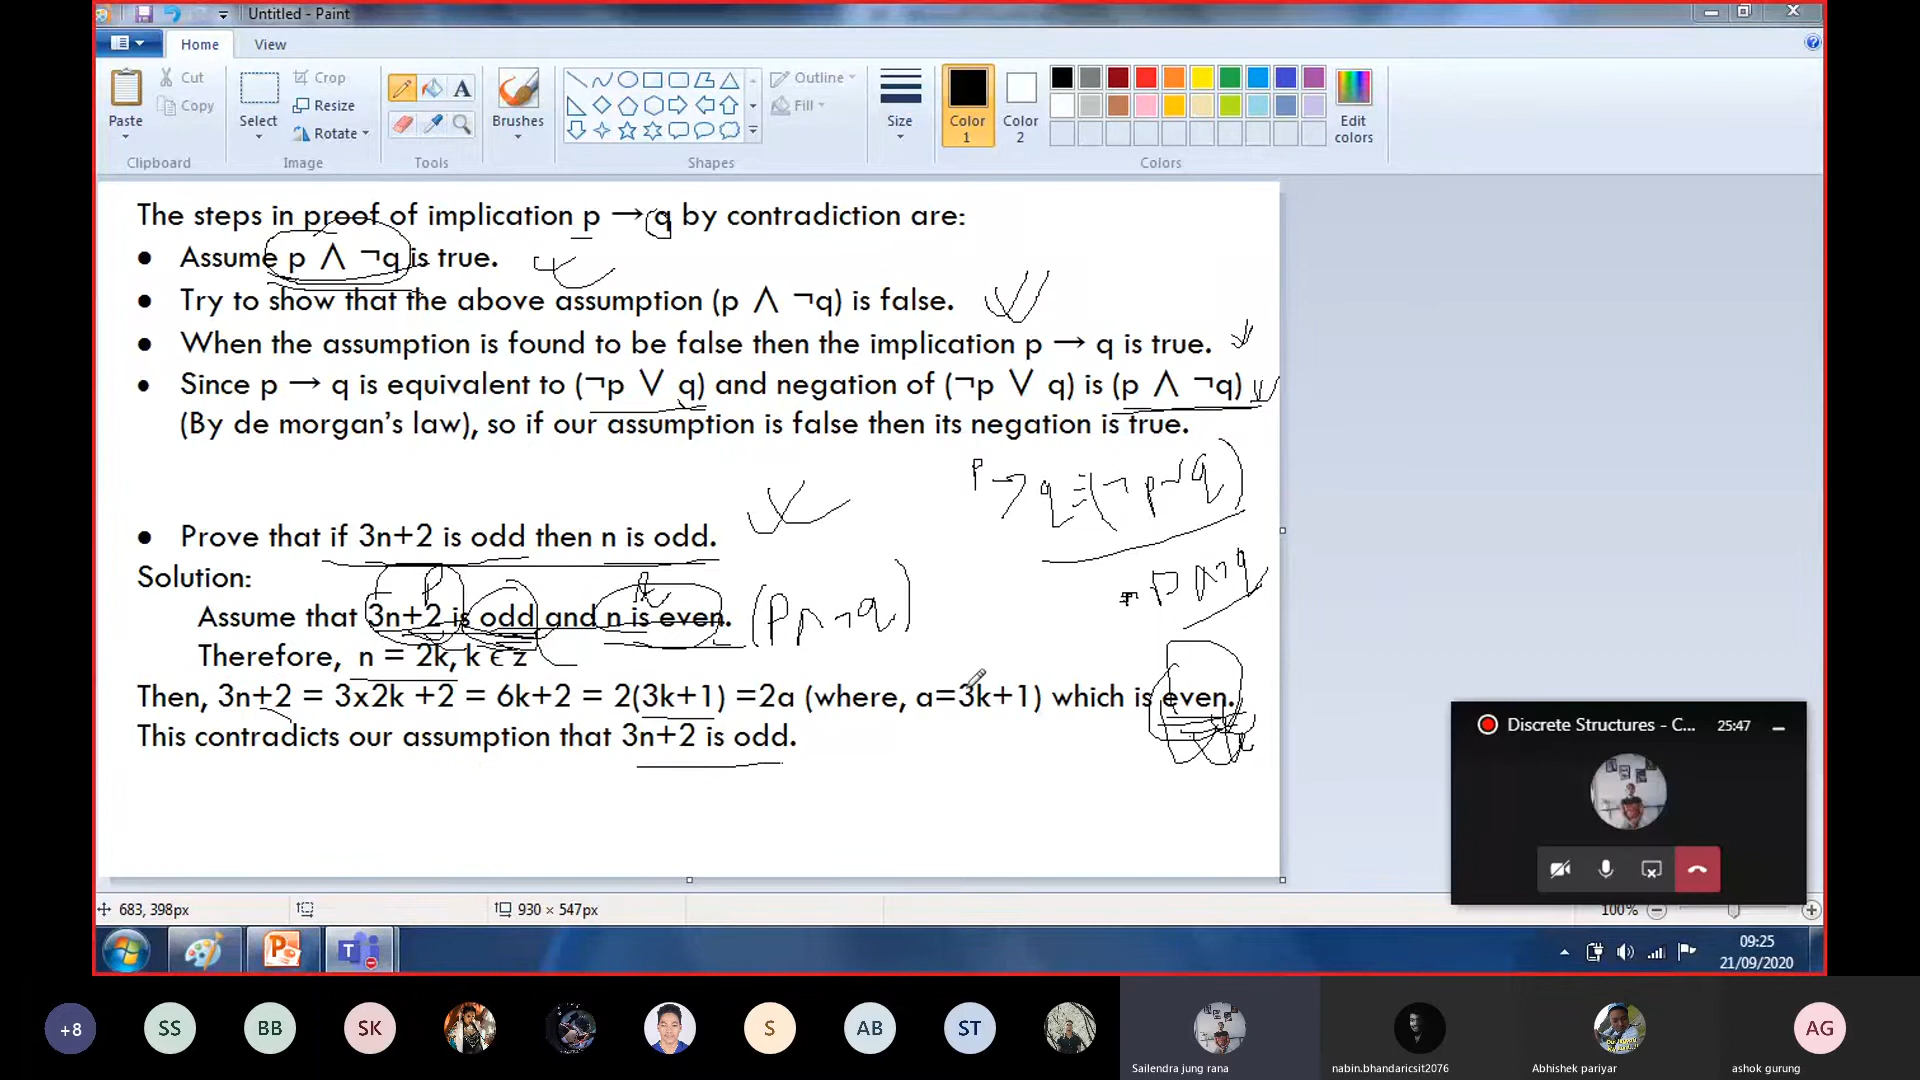 Untitled - Paint
Home View
Paste Cut Copy
Select Crop Resize Rotate
A
Brushes
Outline Fill
Size
Color 1
Color 2
Edit colors
Clipboard Image Tools Shapes Colors
The steps in proof of implication p → q by contradiction are:
• Assume p ∧ ¬q is true.
• Try to show that the above assumption (p ∧ ¬q) is false.
• When the assumption is found to be false then the implication p → q is true.
• Since p → q is equivalent to (¬p ∨ q) and negation of (¬p ∨ q) is (p ∧ ¬q)
(By de morgan's law), so if our assumption is false then its negation is true.
p → q ≡ (¬p ∨ q)
• Prove that if 3n+2 is odd then n is odd.
p ∧ ¬q
Solution:
P
Assume that 3n+2 is odd and n is even. (P ∧ ¬q)
Therefore, n = 2k, k ϵ z
Then, 3n+2 = 3x2k +2 = 6k+2 = 2(3k+1) =2a (where, a=3k+1) which is even.
This contradicts our assumption that 3n+2 is odd.
Discrete Structures - C... 25:47
683, 398px 930 × 547px 100%
09:25
21/09/2020
+8 SS BB SK S AB ST AG
Sailendra jung rana nabin.bhandaricsit2076 Abhishek pariyar ashok gurung